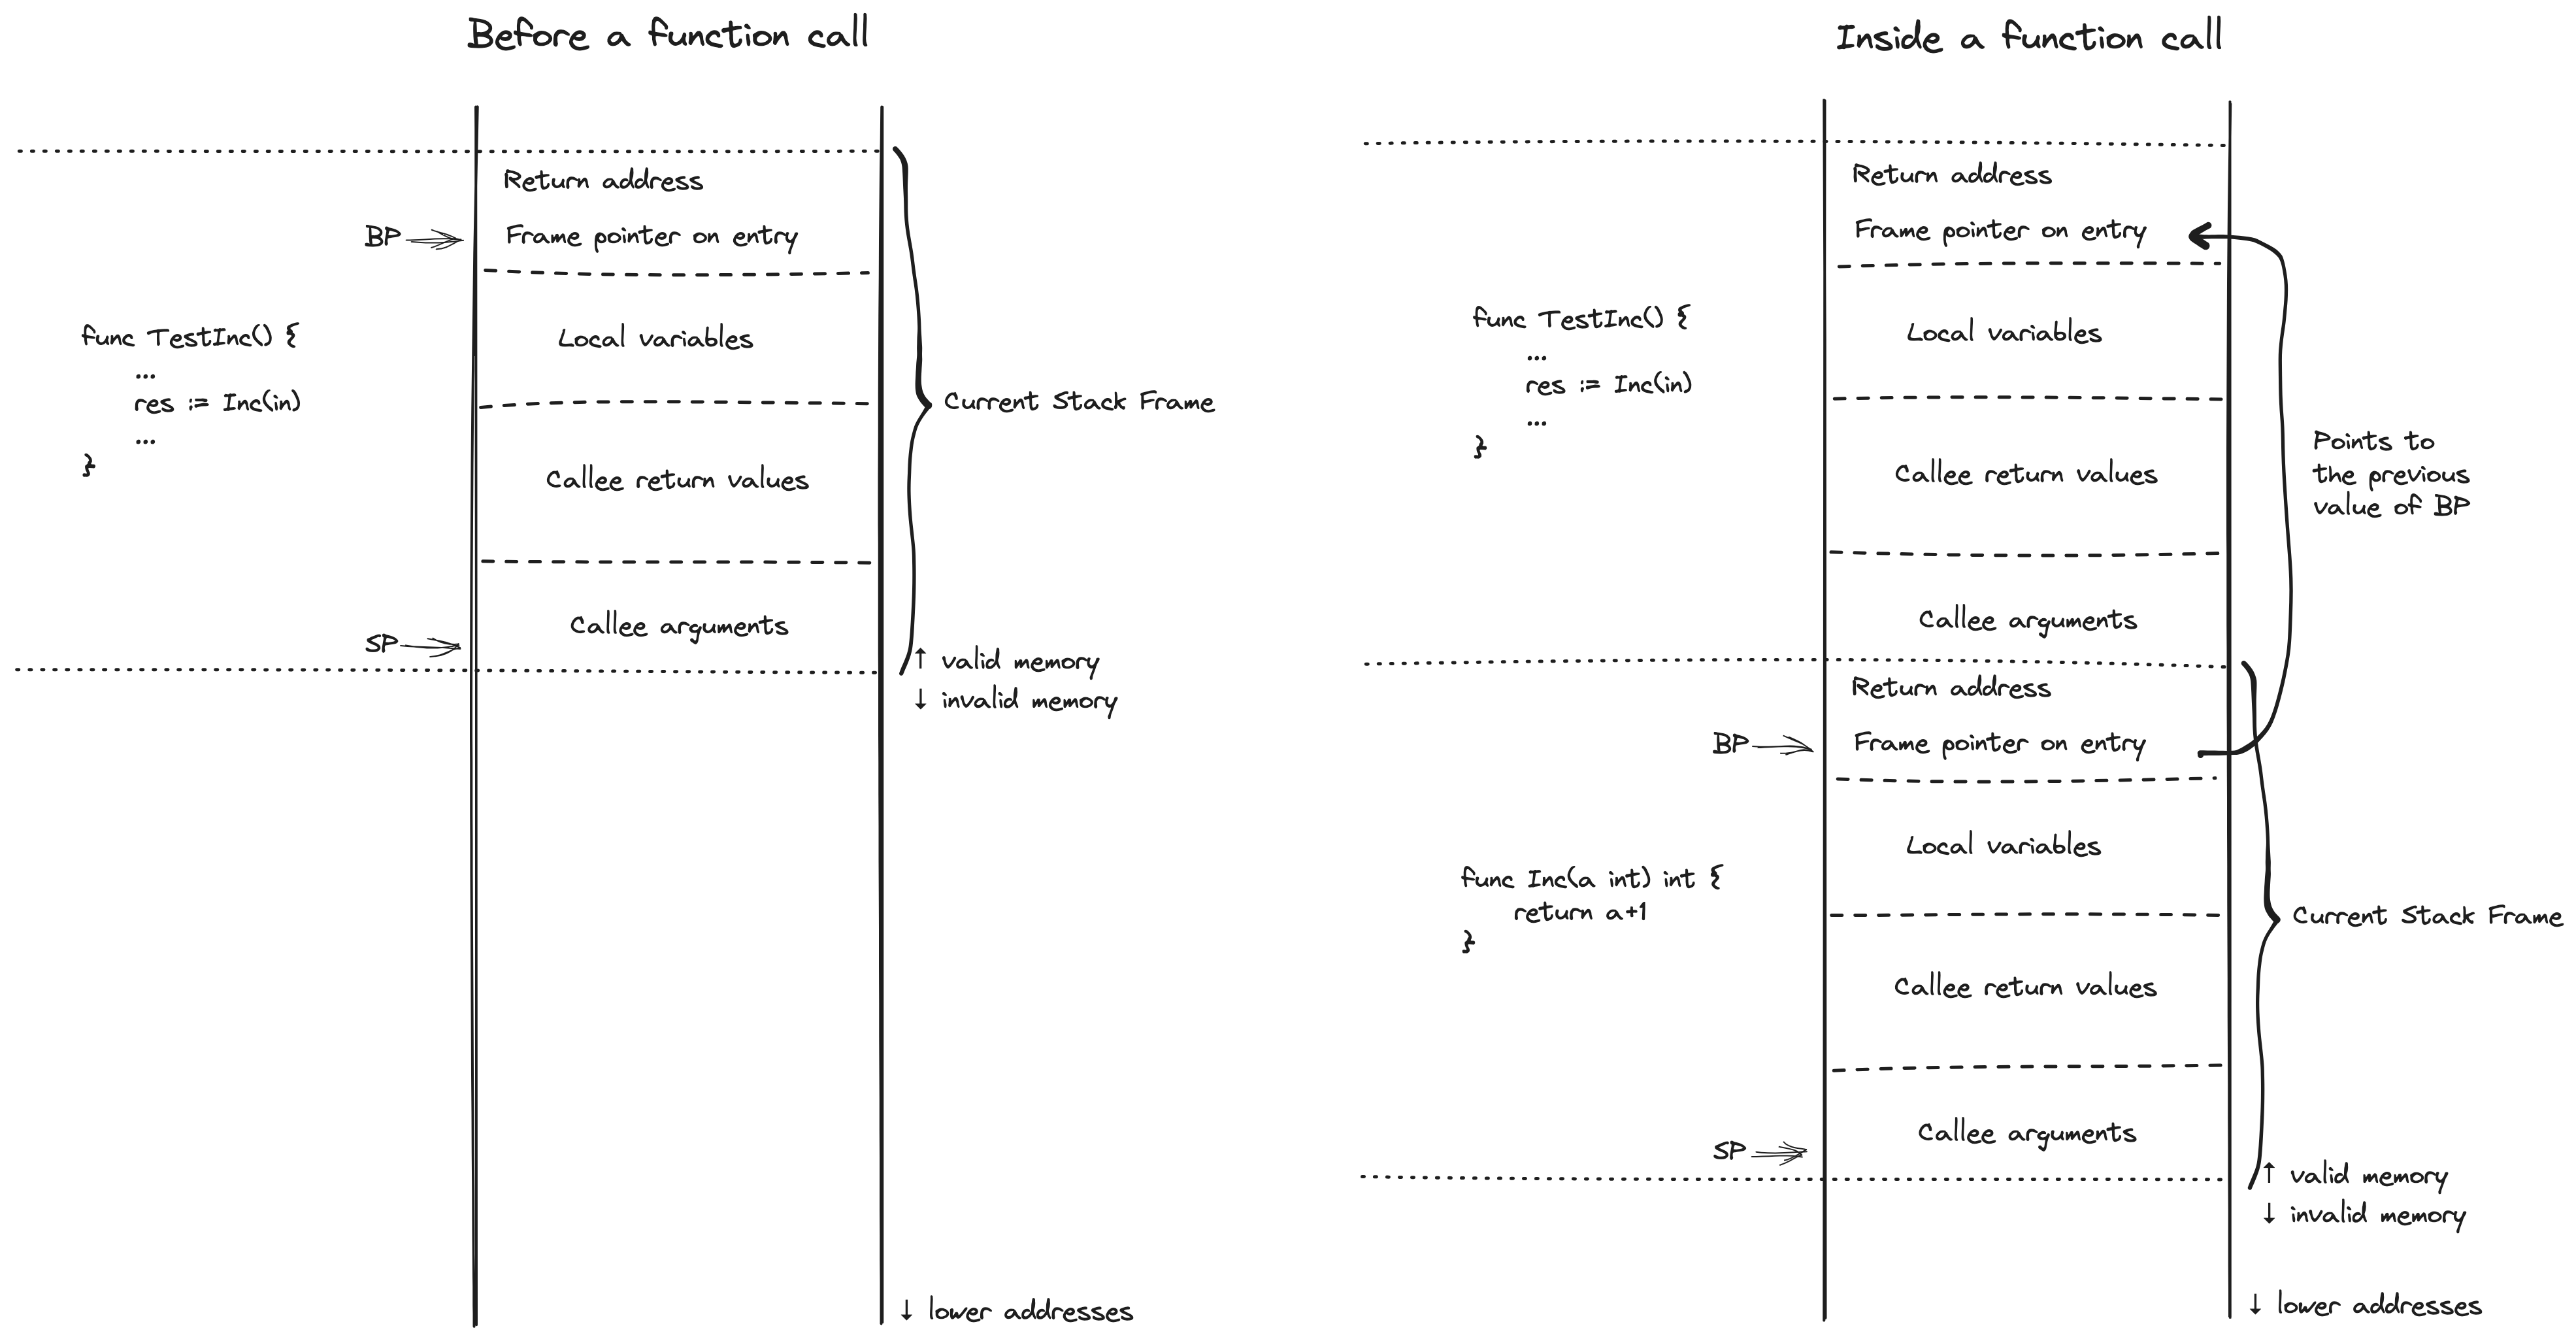 Before a function call
Return address
BP
Frame pointer on entry
func TestInc() {
...
res := Inc(in)
...
}
Local variables
Current Stack Frame
Callee return values
Callee arguments
SP
↑ valid memory
↓ invalid memory
↓ lower addresses
Inside a function call
Return address
Frame pointer on entry
func TestInc() {
...
res := Inc(in)
...
}
Local variables
Points to
the previous
value of BP
Callee return values
Callee arguments
Return address
BP
Frame pointer on entry
Local variables
func Inc(a int) int {
return a+1
}
Current Stack Frame
Callee return values
Callee arguments
SP
↑ valid memory
↓ invalid memory
↓ lower addresses